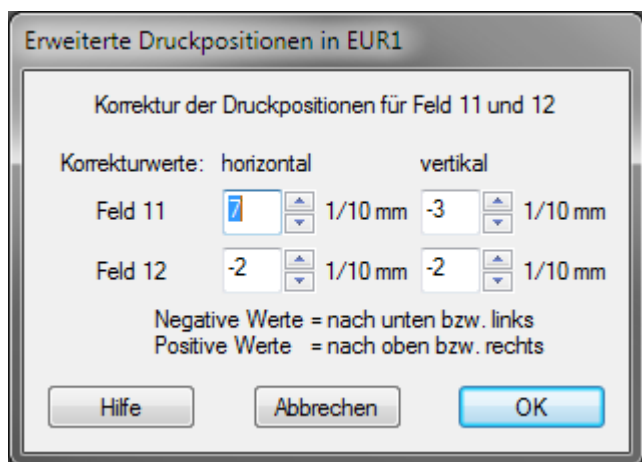 Erweiterte Druckpositionen in EUR1
Korrektur der Druckpositionen für Feld 11 und 12
Korrekturwerte: horizontal vertikal
Feld 11 7 1/10 mm -3 1/10 mm
Feld 12 -2 1/10 mm -2 1/10 mm
Negative Werte = nach unten bzw. links
Positive Werte = nach oben bzw. rechts
Hilfe Abbrechen OK